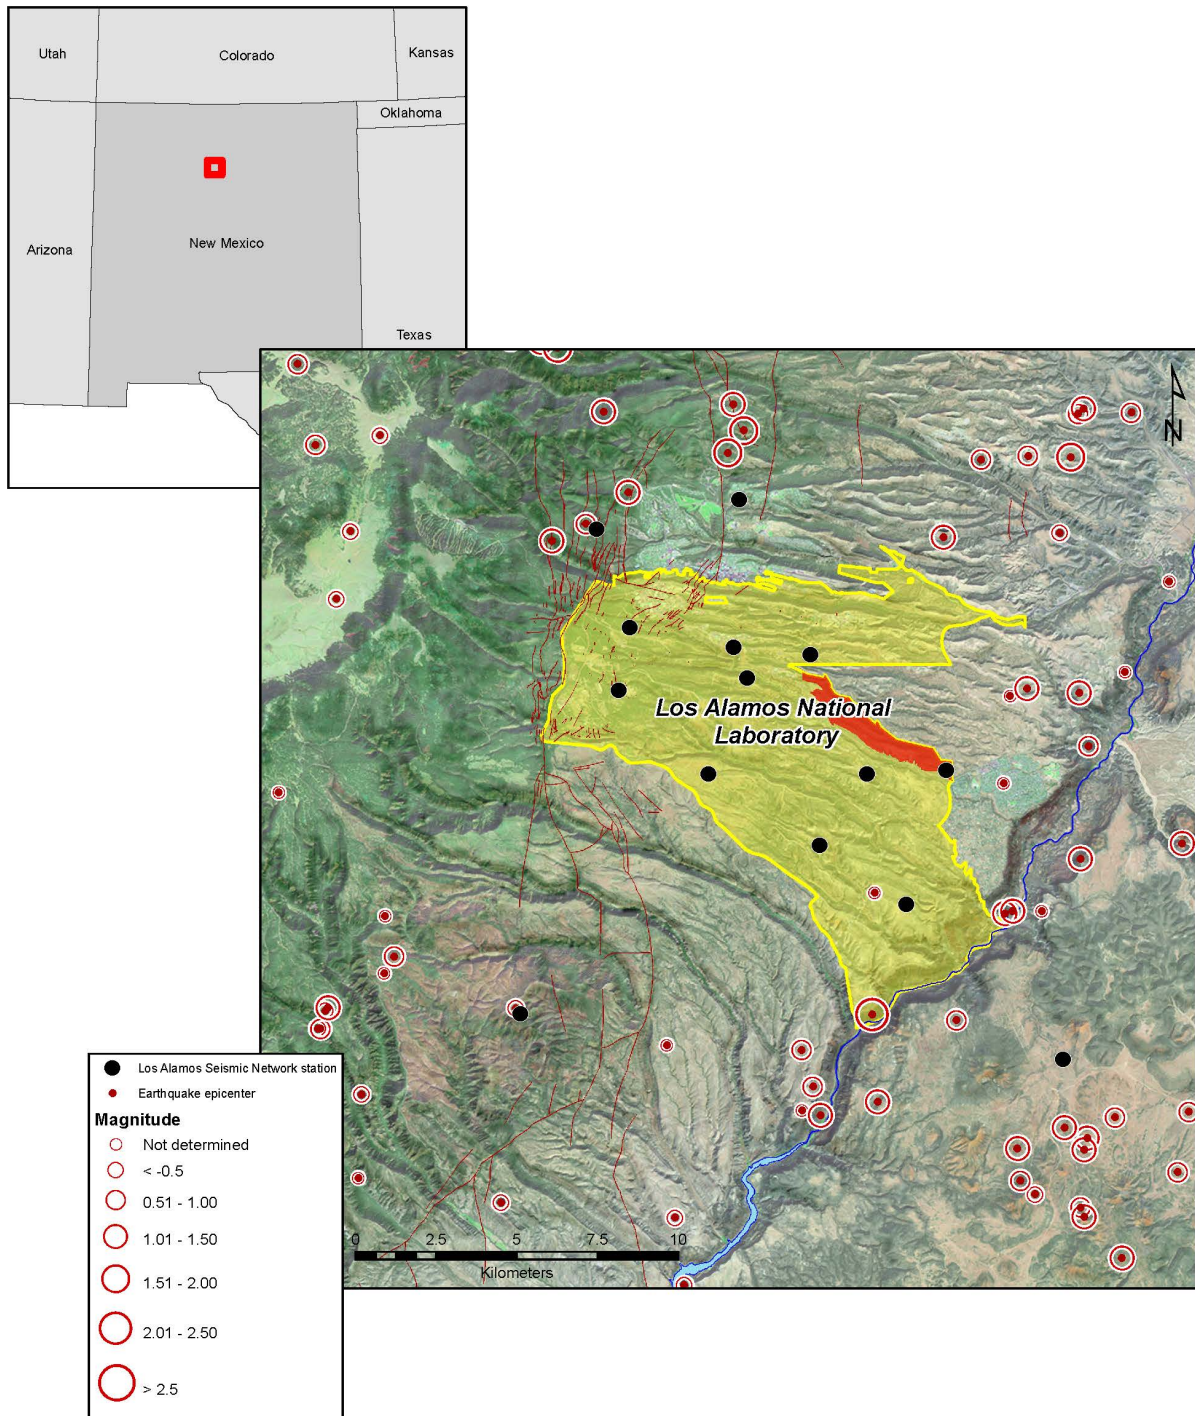 Utah
Colorado
Kansas
Oklahoma
Arizona
New Mexico
Texas
N
Los Alamos National
Laboratory
Los Alamos Seismic Network station
Earthquake epicenter
Magnitude
Not determined
< -0.5
0.51 - 1.00
1.01 - 1.50
1.51 - 2.00
2.01 - 2.50
> 2.5
0 2.5 5 7.5 10
Kilometers